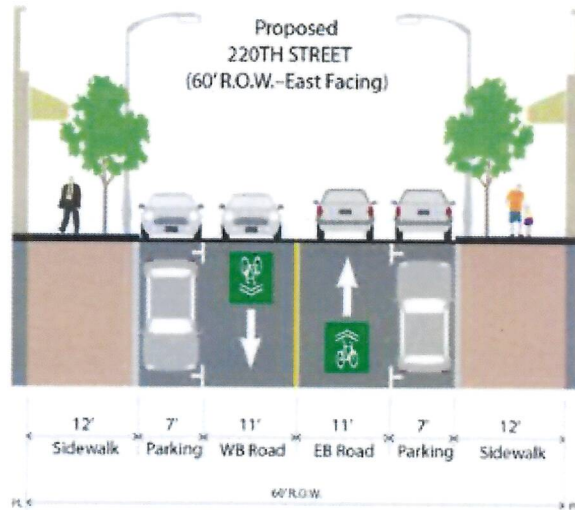 Proposed
220TH STREET
(60' R.O.W.–East Facing)
12' 7' 11' 11' 7' 12'
Sidewalk Parking WB Road EB Road Parking Sidewalk
60' R.O.W.